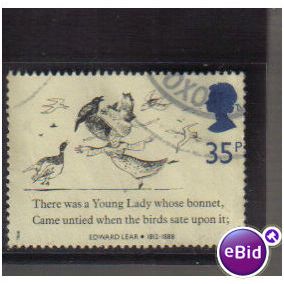 OXO
35P
There was a Young Lady whose bonnet,
Came untied when the birds sate upon it;
EDWARD LEAR • 1812-1888
eBid